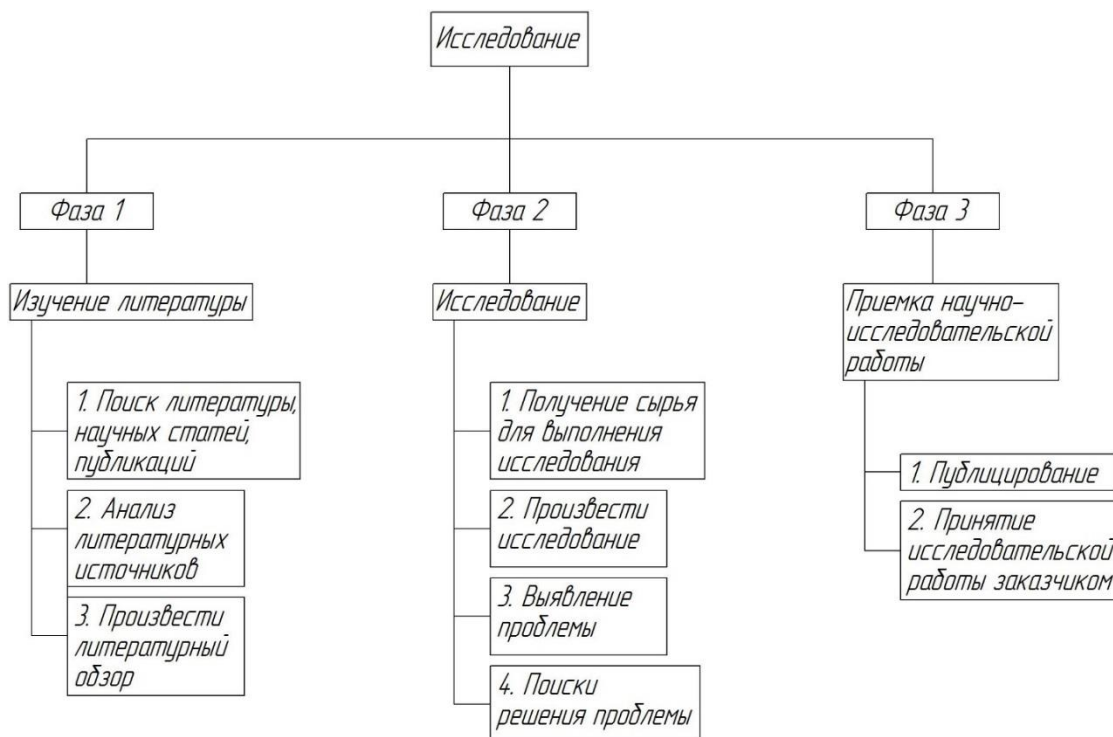 Исследование
Фаза 1
Фаза 2
Фаза 3
Изучение литературы
1. Поиск литературы,
научных статей,
публикаций
2. Анализ
литературных
источников
3. Произвести
литературный
обзор
Исследование
1. Получение сырья
для выполнения
исследования
2. Произвести
исследование
3. Выявление
проблемы
4. Поиски
решения проблемы
Приемка научно-
исследовательской
работы
1. Публицирование
2. Принятие
исследовательской
работы заказчиком